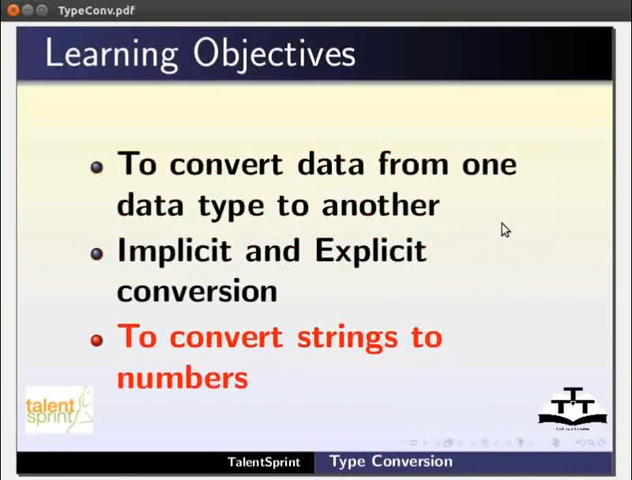 TypeConv.pdf
Learning Objectives
To convert data from one
data type to another
Implicit and Explicit
conversion
To convert strings to
numbers
talent
sprint
TTT
TalentSprint
Type Conversion